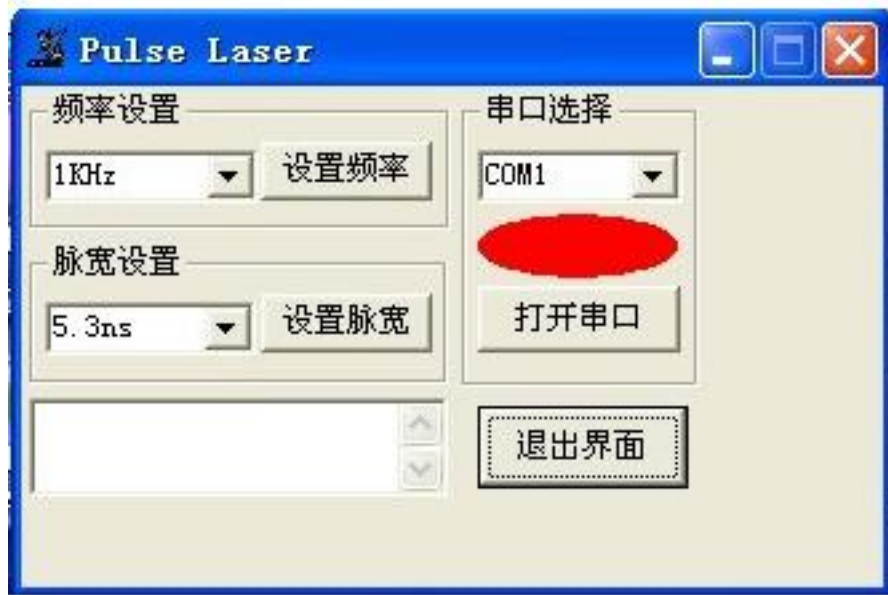 Pulse Laser
频率设置
1KHz
设置频率
串口选择
COM1
脉宽设置
5.3ns
设置脉宽
打开串口
退出界面